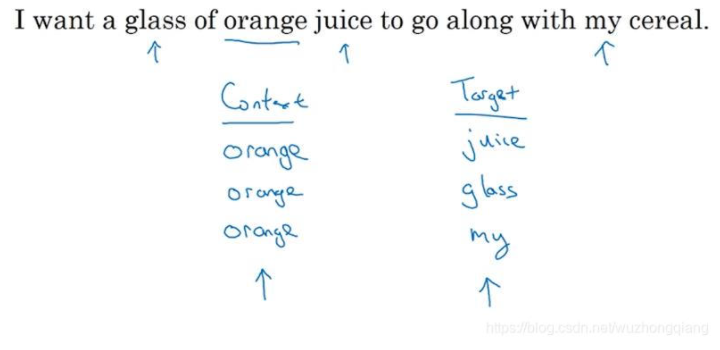 I want a glass of orange juice to go along with my cereal.
Context Target
orange juice
orange glass
orange my
https://blog.csdn.net/wuzhongqiang